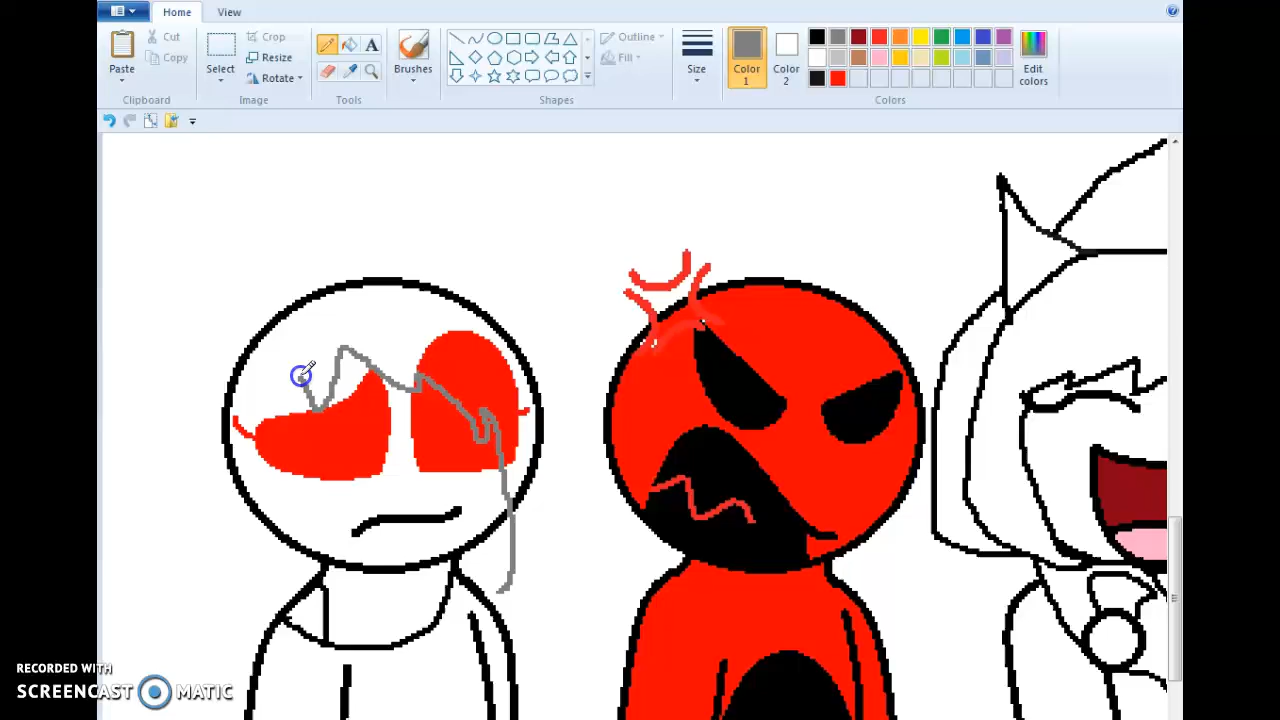 Home View
Cut
Copy
Paste
Clipboard
Crop
Resize
Rotate
Select
Image
A
Tools
Brushes
Outline
Fill
Shapes
Size
Color 1
Color 2
Edit colors
Colors
RECORDED WITH
SCREENCAST MATIC